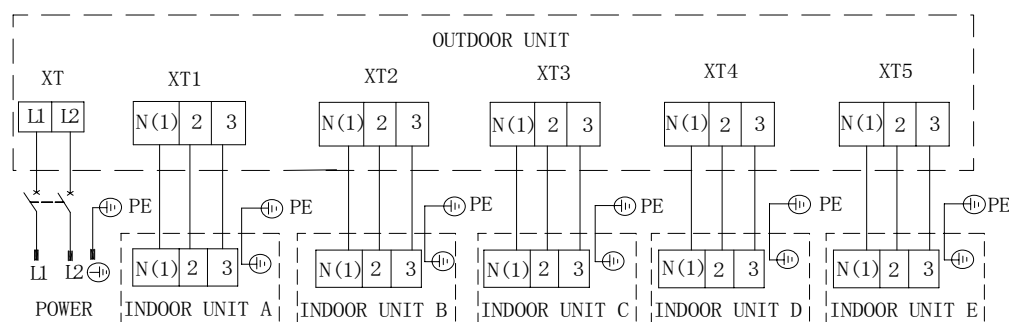 OUTDOOR UNIT
XT XT1 XT2 XT3 XT4 XT5
L1 L2 N(1) 2 3 N(1) 2 3 N(1) 2 3 N(1) 2 3 N(1) 2 3
PE PE PE PE PE PE
L1 L2 N(1) 2 3 N(1) 2 3 N(1) 2 3 N(1) 2 3 N(1) 2 3
POWER INDOOR UNIT A INDOOR UNIT B INDOOR UNIT C INDOOR UNIT D INDOOR UNIT E